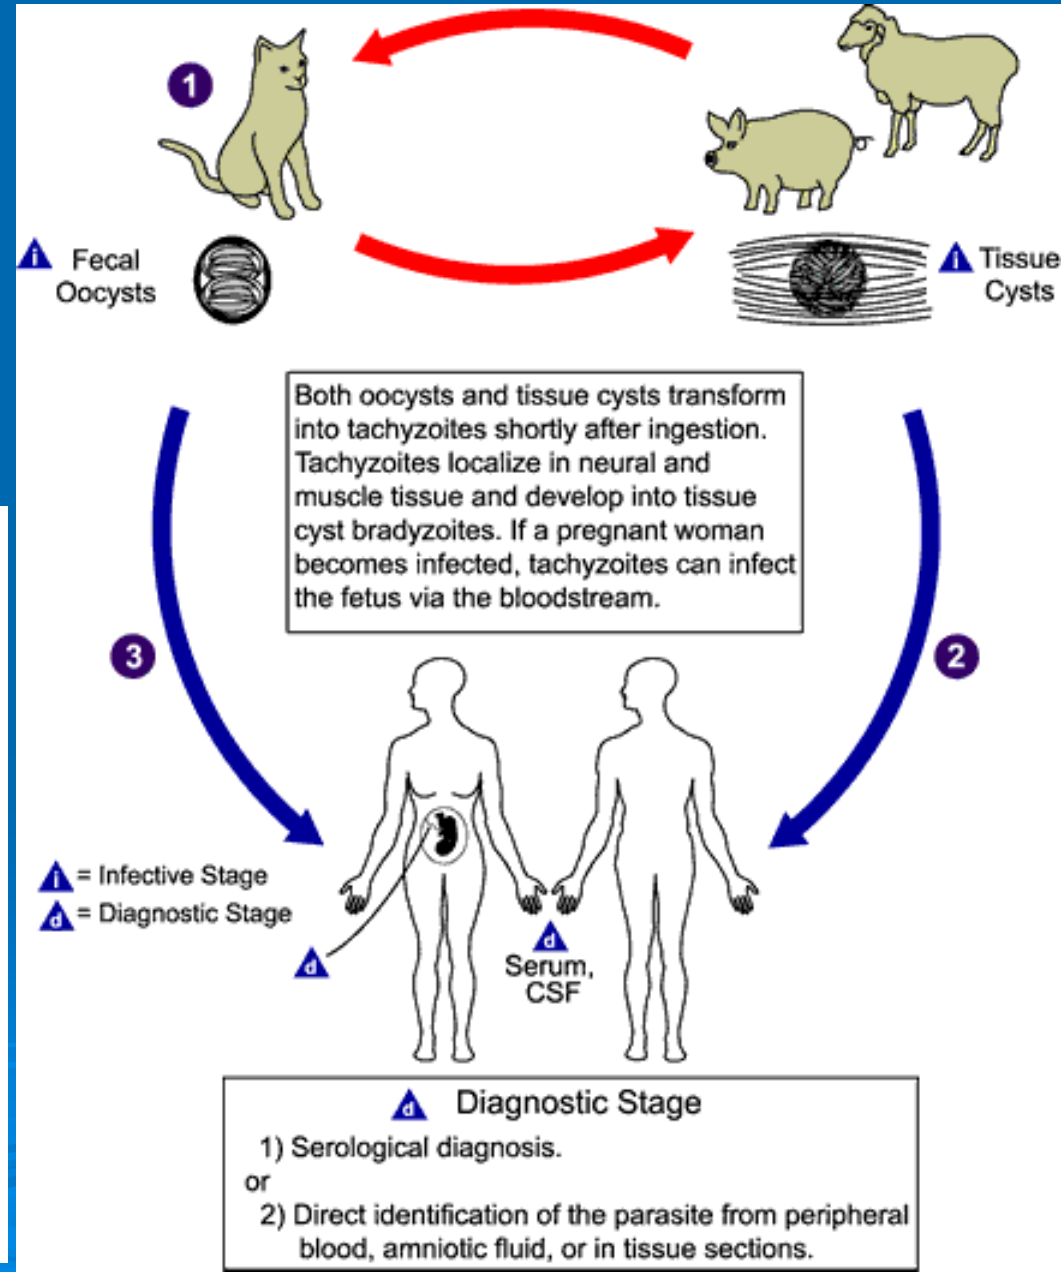 1
i Fecal
Oocysts
i Tissue
Cysts
Both oocysts and tissue cysts transform
into tachyzoites shortly after ingestion.
Tachyzoites localize in neural and
muscle tissue and develop into tissue
cyst bradyzoites. If a pregnant woman
becomes infected, tachyzoites can infect
the fetus via the bloodstream.
3
2
i = Infective Stage
d = Diagnostic Stage
d
d
Serum,
CSF
d Diagnostic Stage
1) Serological diagnosis.
or
2) Direct identification of the parasite from peripheral
blood, amniotic fluid, or in tissue sections.